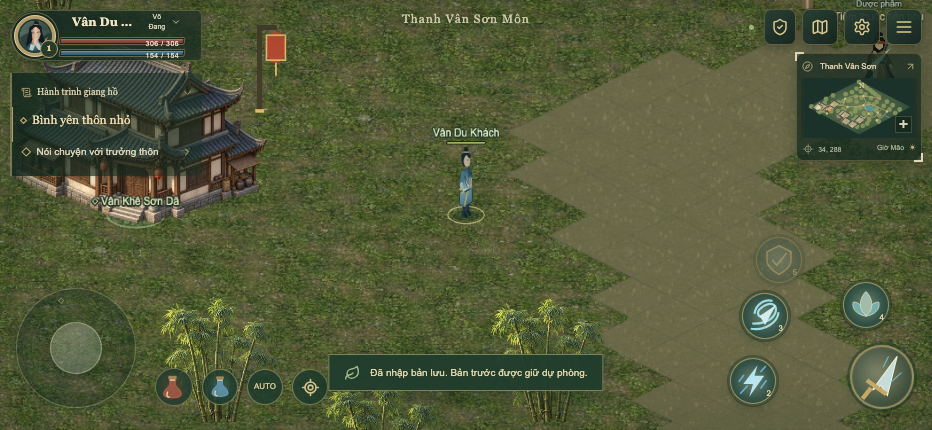 Vân Du ...
Võ Đang
1
306 / 306
154 / 154
Thanh Vân Sơn Môn
Dược phẩm
Hành trình giang hồ
Bình yên thôn nhỏ
Nói chuyện với trưởng thôn
Vân Khê Sơn Dã
Vân Du Khách
Thanh Vân Sơn
34, 288
Giờ Mão
5
3
4
2
AUTO
Đã nhập bản lưu. Bản trước được giữ dự phòng.